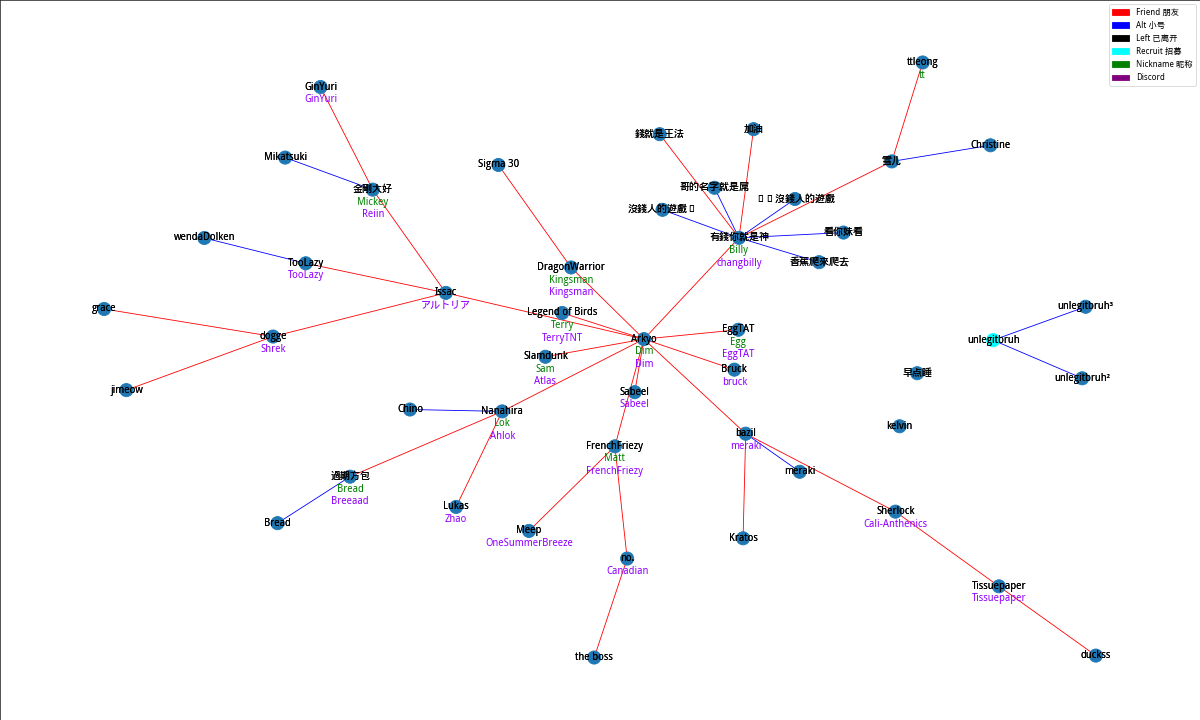 Friend 朋友
Alt 小号
Left 已离开
Recruit 招募
Nickname 昵称
Discord
ttleong
tt
GinYuri
GinYuri
錢就是王法
加油
Christine
Mikatsuki
Sigma 30
雪儿
金剛大好
Mickey
Reiin
哥的名字就是屌
沒錢人的遊戲
沒錢人的遊戲
wendaDolken
有錢你就是神
Billy
changbilly
看你妹看
TooLazy
TooLazy
DragonWarrior
Kingsman
Kingsman
香蕉爬來爬去
Issac
アルトリア
grace
Legend of Birds
Terry
TerryTNT
unlegitbruh³
dogge
Shrek
Arkyo
Dim
Dim
EggTAT
Egg
EggTAT
unlegitbruh
Slamdunk
Sam
Atlas
Bruck
bruck
早点睡
unlegitbruh²
jimeow
Sabeel
Sabeel
Chino
Nanahira
Lok
Ahlok
kelvin
bazil
meraki
FrenchFriezy
Matt
FrenchFriezy
meraki
過期方包
Bread
Breeaad
Lukas
Zhao
Sherlock
Cali-Anthenics
Bread
Meep
OneSummerBreeze
Kratos
no.
Canadian
Tissuepaper
Tissuepaper
the boss
duckss